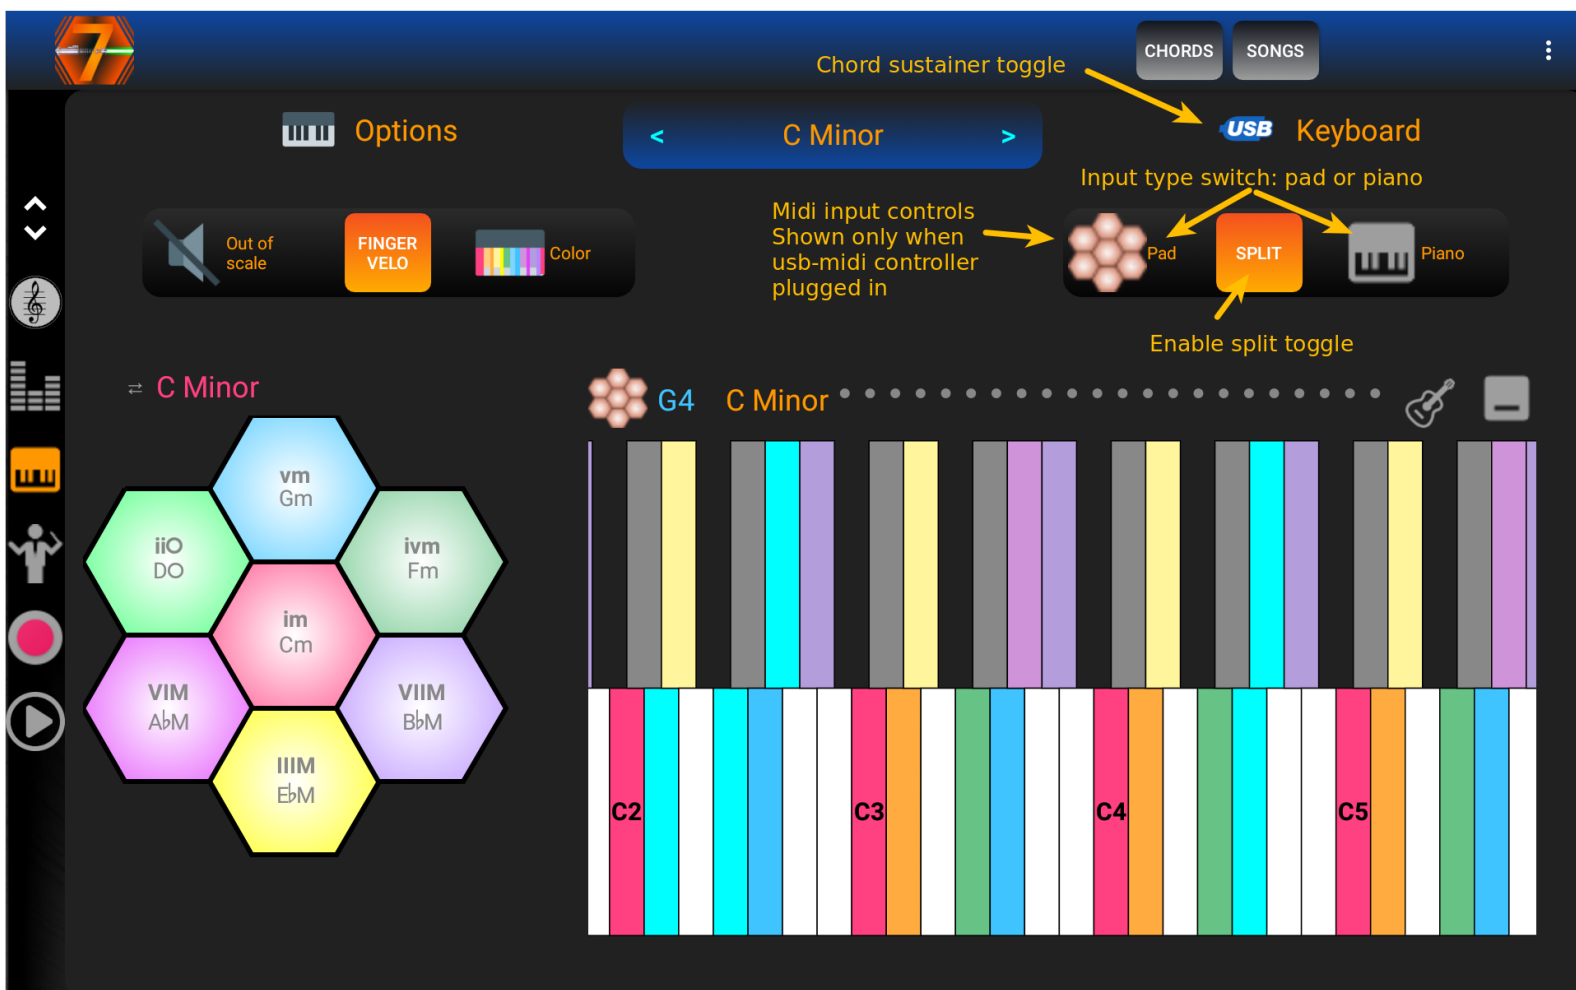 7
CHORDS
SONGS
Chord sustainer toggle
Options
<
C Minor
>
USB
Keyboard
Input type switch: pad or piano
Out of
scale
FINGER
VELO
Color
Midi input controls
Shown only when
usb-midi controller
plugged in
Pad
SPLIT
Piano
Enable split toggle
C Minor
G4
C Minor
vm
Gm
iiO
DO
ivm
Fm
im
Cm
VIM
A♭M
VIIM
B♭M
IIIM
E♭M
C2
C3
C4
C5